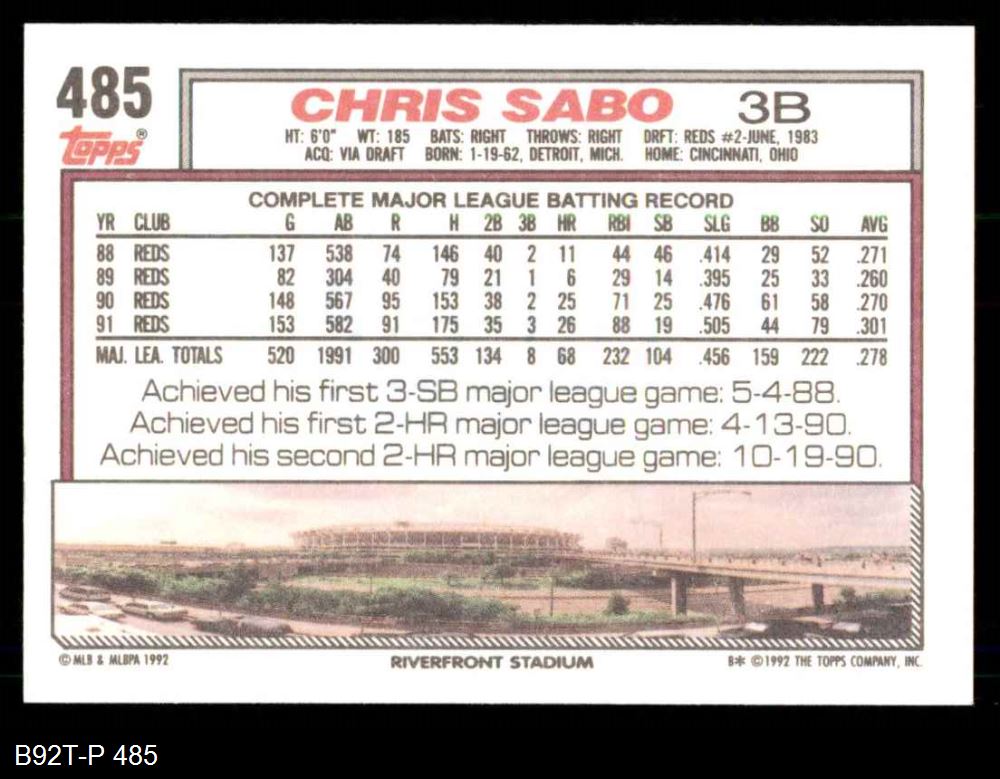 485
Topps®
CHRIS SABO 3B
HT: 6'0" WT: 185 BATS: RIGHT THROWS: RIGHT DRFT: REDS #2-JUNE, 1983
ACQ: VIA DRAFT BORN: 1-19-62, DETROIT, MICH. HOME: CINCINNATI, OHIO
COMPLETE MAJOR LEAGUE BATTING RECORD
YR CLUB G AB R H 2B 3B HR RBI SB SLG BB SO AVG
88 REDS 137 538 74 146 40 2 11 44 46 .414 29 52 .271
89 REDS 82 304 40 79 21 1 6 29 14 .395 25 33 .260
90 REDS 148 567 95 153 38 2 25 71 25 .476 61 58 .270
91 REDS 153 582 91 175 35 3 26 88 19 .505 44 79 .301
MAJ. LEA. TOTALS 520 1991 300 553 134 8 68 232 104 .456 159 222 .278
Achieved his first 3-SB major league game: 5-4-88.
Achieved his first 2-HR major league game: 4-13-90.
Achieved his second 2-HR major league game: 10-19-90.
© MLB & MLBPA 1992
RIVERFRONT STADIUM
B* © 1992 THE TOPPS COMPANY, INC.
B92T-P 485